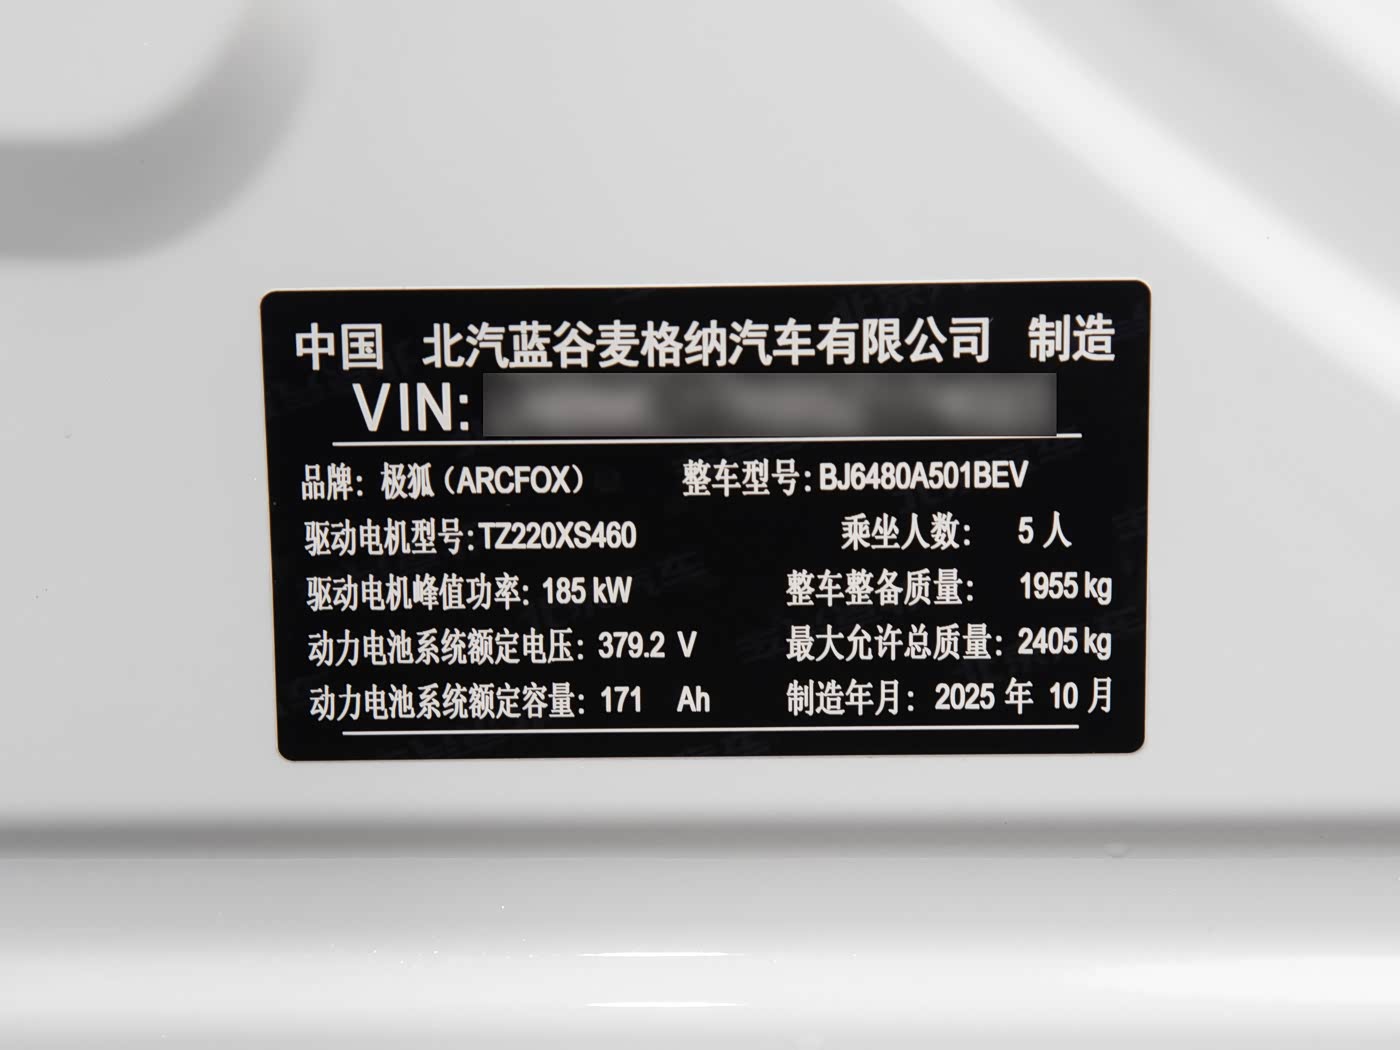 中国 北汽蓝谷麦格纳汽车有限公司 制造
VIN:
品牌：极狐（ARCFOX） 整车型号：BJ6480A501BEV
驱动电机型号：TZ220XS460 乘坐人数： 5 人
驱动电机峰值功率：185 kW 整车整备质量： 1955 kg
动力电池系统额定电压：379.2 V 最大允许总质量：2405 kg
动力电池系统额定容量：171 Ah 制造年月：2025 年 10 月